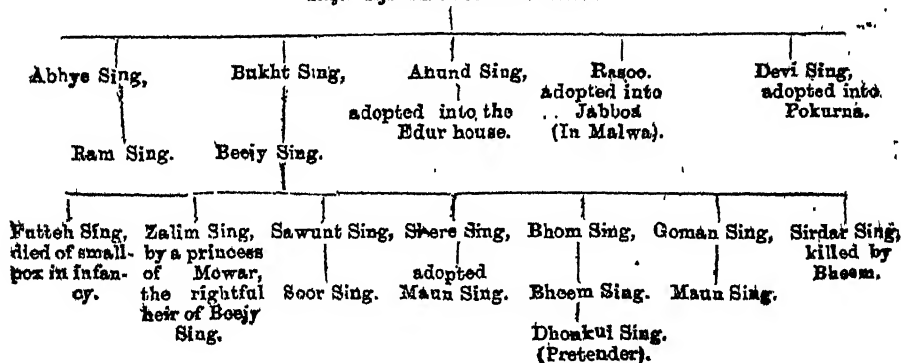 Abhye Sing, Bukht Sing, Anund Sing, Rasoo. Devi Sing,
adopted into the adopted into adopted into
Edur house. Jabboa Pokurna.
(In Malwa).
Ram Sing. Beejy Sing.
Futteh Sing, Zalim Sing, Sawunt Sing, Shere Sing, Bhom Sing, Goman Sing, Sirdar Sing,
died of small- by a princess killed by
pox in infan- of Mewar, adopted Bheem.
cy. the rightful Soor Sing. Maun Sing. Bheem Sing. Maun Sing.
heir of Beejy
Sing. Dhonkul Sing.
(Pretender).